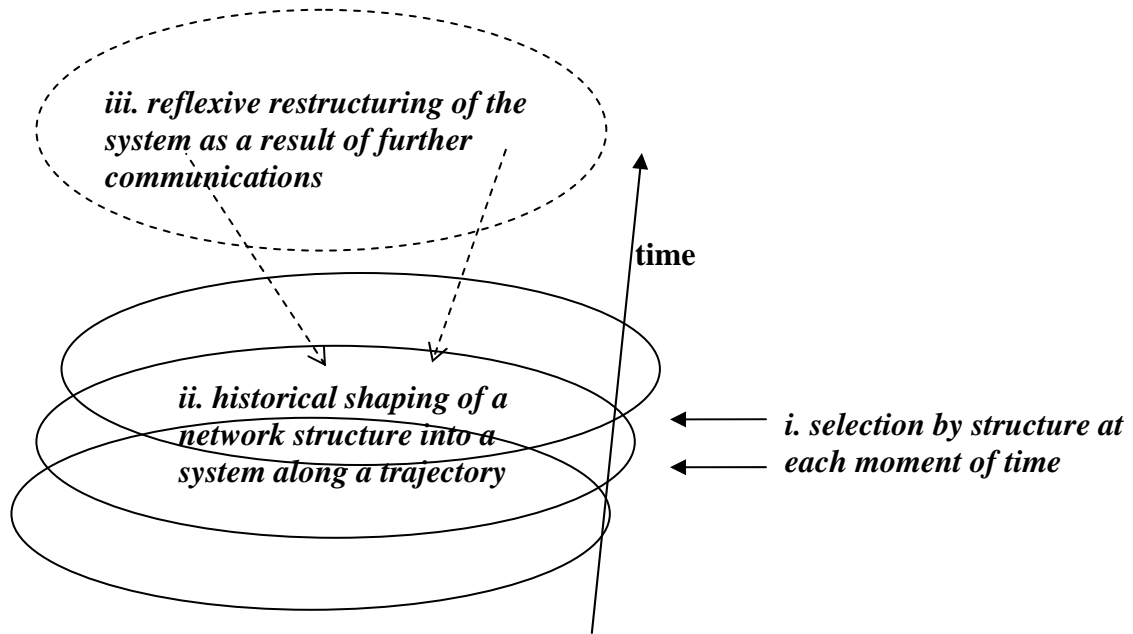 iii. reflexive restructuring of the
system as a result of further
communications
time
ii. historical shaping of a
network structure into a
system along a trajectory
i. selection by structure at
each moment of time